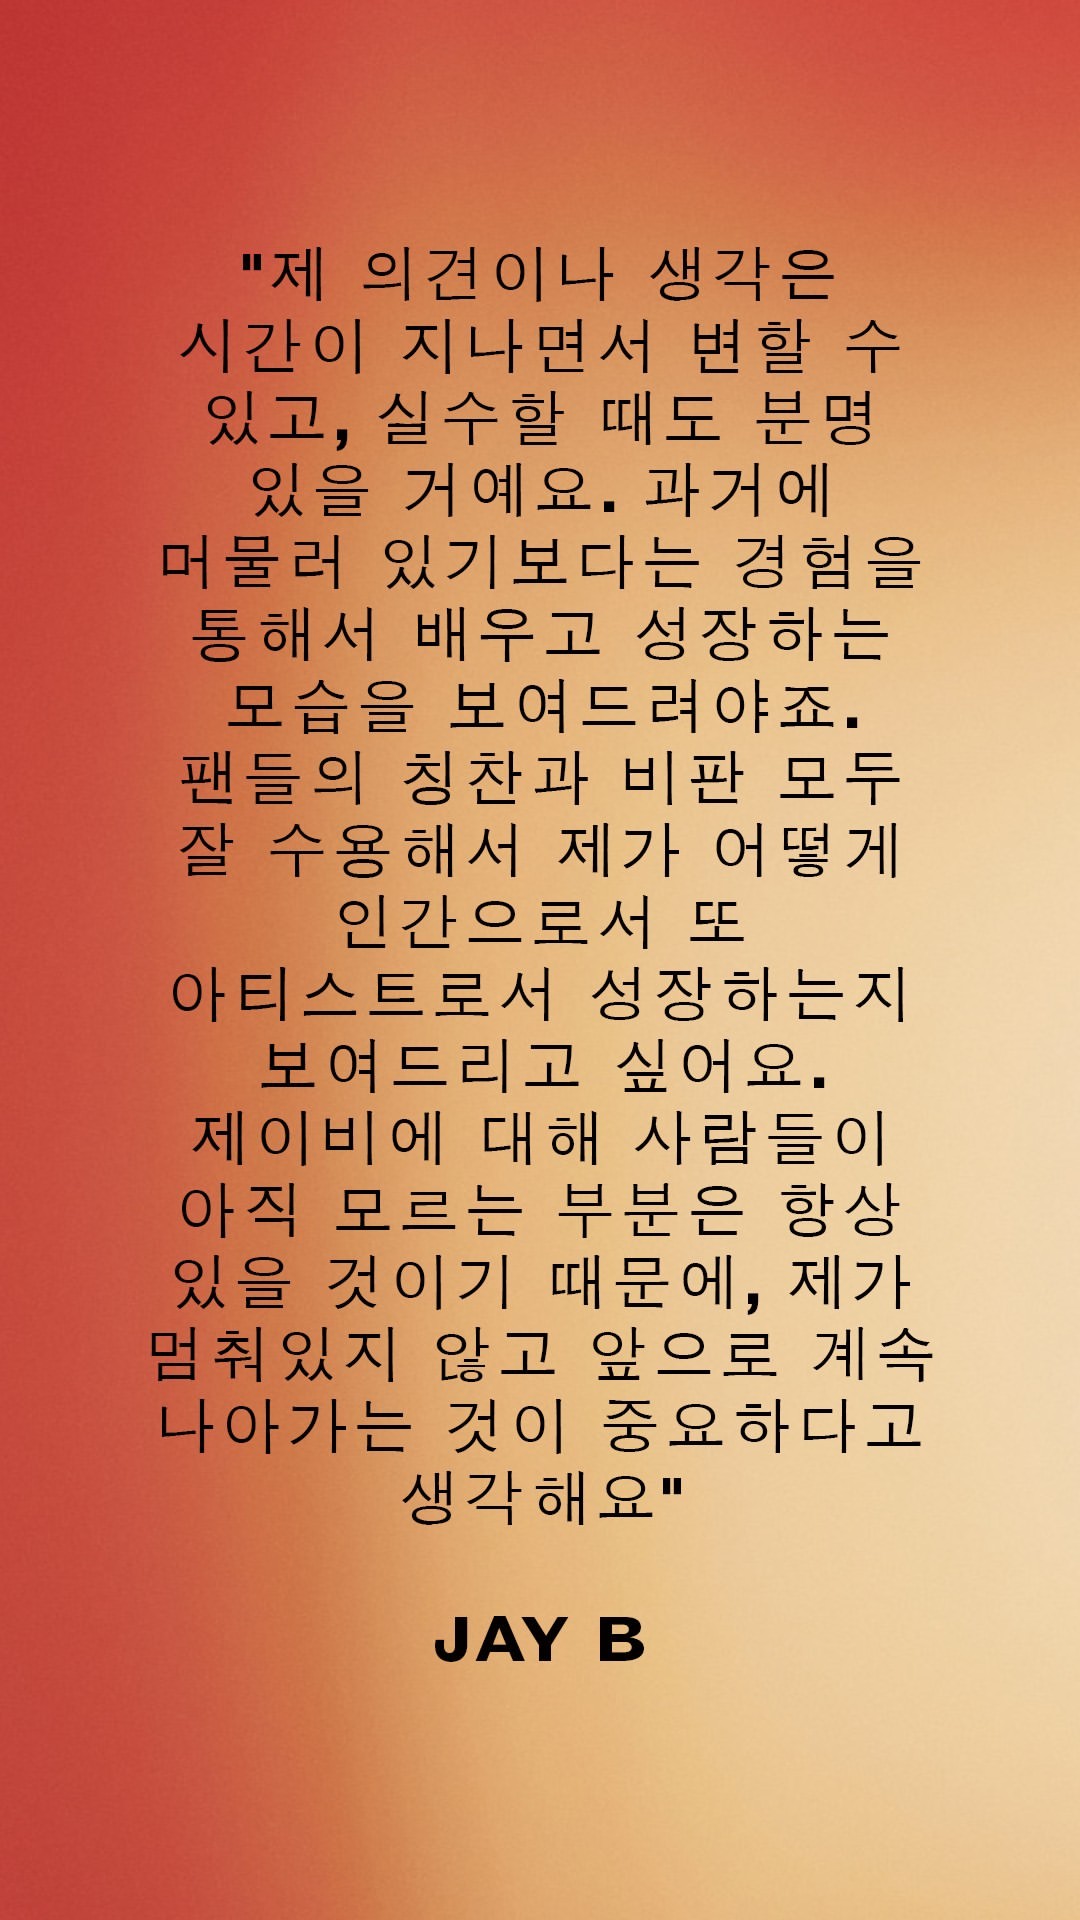 "제 의견이나 생각은
시간이 지나면서 변할 수
있고, 실수할 때도 분명
있을 거예요. 과거에
머물러 있기보다는 경험을
통해서 배우고 성장하는
모습을 보여드려야죠.
팬들의 칭찬과 비판 모두
잘 수용해서 제가 어떻게
인간으로서 또
아티스트로서 성장하는지
보여드리고 싶어요.
제이비에 대해 사람들이
아직 모르는 부분은 항상
있을 것이기 때문에, 제가
멈춰있지 않고 앞으로 계속
나아가는 것이 중요하다고
생각해요"
JAY B